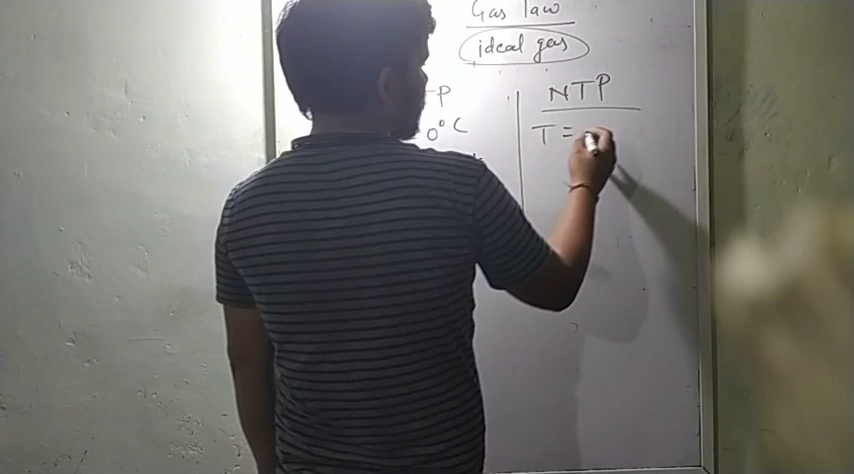 Gas law
ideal gas
P
0°C
NTP
T =